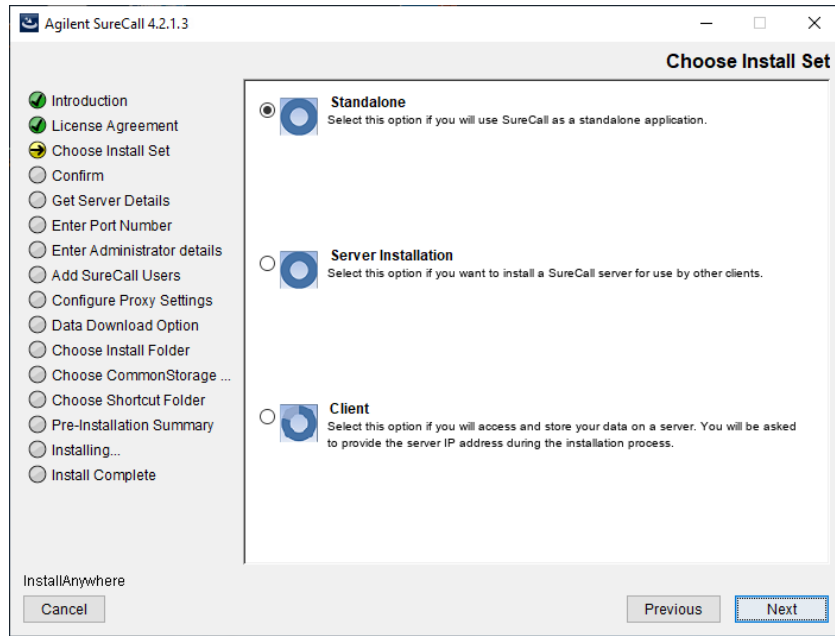 Agilent SureCall 4.2.1.3
Choose Install Set
Introduction
License Agreement
Choose Install Set
Confirm
Get Server Details
Enter Port Number
Enter Administrator details
Add SureCall Users
Configure Proxy Settings
Data Download Option
Choose Install Folder
Choose CommonStorage ...
Choose Shortcut Folder
Pre-Installation Summary
Installing...
Install Complete
Standalone
Select this option if you will use SureCall as a standalone application.
Server Installation
Select this option if you want to install a SureCall server for use by other clients.
Client
Select this option if you will access and store your data on a server. You will be asked
to provide the server IP address during the installation process.
InstallAnywhere
Cancel
Previous
Next